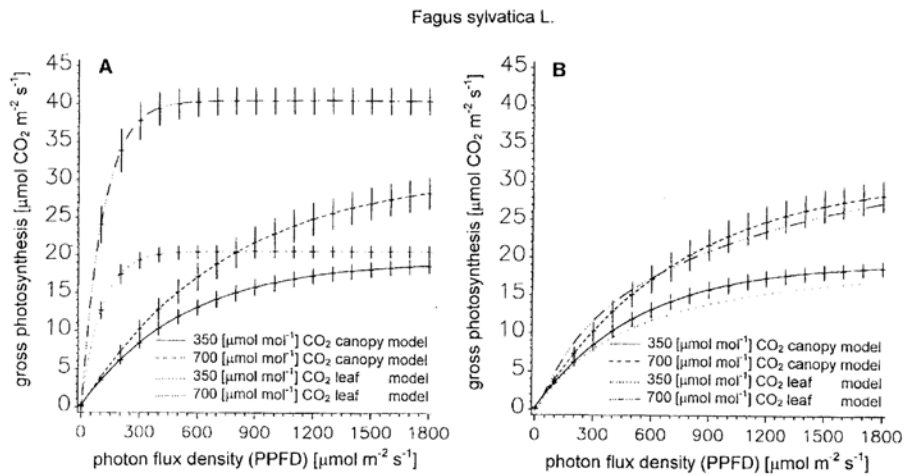 Fagus sylvatica L.
A
gross photosynthesis [μmol CO₂ m⁻² s⁻¹]
45
40
35
30
25
20
15
10
5
0
350 [μmol mol⁻¹] CO₂ canopy model
700 [μmol mol⁻¹] CO₂ canopy model
350 [μmol mol⁻¹] CO₂ leaf model
700 [μmol mol⁻¹] CO₂ leaf model
0 300 600 900 1200 1500 1800
photon flux density (PPFD) [μmol m⁻² s⁻¹]
B
gross photosynthesis [μmol CO₂ m⁻² s⁻¹]
45
40
35
30
25
20
15
10
5
0
350 [μmol mol⁻¹] CO₂ canopy model
700 [μmol mol⁻¹] CO₂ canopy model
350 [μmol mol⁻¹] CO₂ leaf model
700 [μmol mol⁻¹] CO₂ leaf model
0 300 600 900 1200 1500 1800
photon flux density (PPFD) [μmol m⁻² s⁻¹]